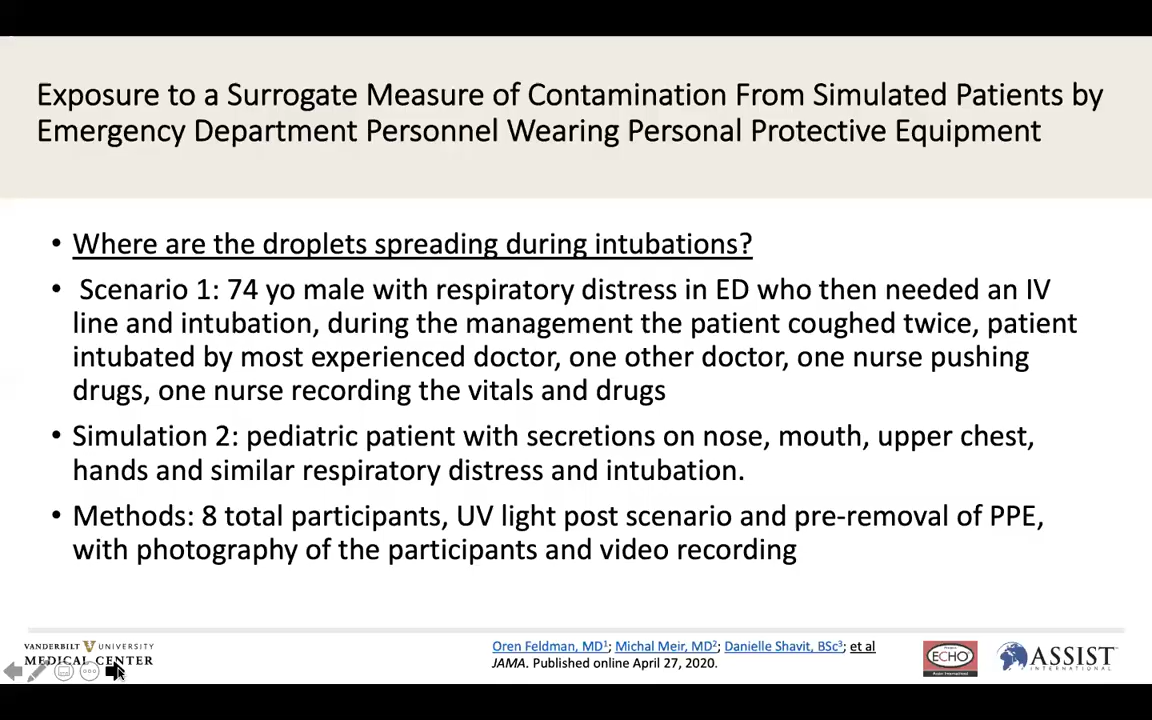 Exposure to a Surrogate Measure of Contamination From Simulated Patients by
Emergency Department Personnel Wearing Personal Protective Equipment
• Where are the droplets spreading during intubations?
• Scenario 1: 74 yo male with respiratory distress in ED who then needed an IV
line and intubation, during the management the patient coughed twice, patient
intubated by most experienced doctor, one other doctor, one nurse pushing
drugs, one nurse recording the vitals and drugs
• Simulation 2: pediatric patient with secretions on nose, mouth, upper chest,
hands and similar respiratory distress and intubation.
• Methods: 8 total participants, UV light post scenario and pre-removal of PPE,
with photography of the participants and video recording
VANDERBILT UNIVERSITY
MEDICAL CENTER
Oren Feldman, MD1; Michal Meir, MD2; Danielle Shavit, BSc3; et al
JAMA. Published online April 27, 2020.
ECHO
ASSIST
INTERNATIONAL